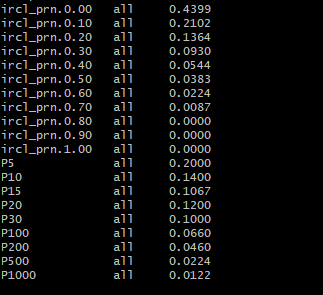 ircl_prn.0.00 all 0.4399
ircl_prn.0.10 all 0.2102
ircl_prn.0.20 all 0.1364
ircl_prn.0.30 all 0.0930
ircl_prn.0.40 all 0.0544
ircl_prn.0.50 all 0.0383
ircl_prn.0.60 all 0.0224
ircl_prn.0.70 all 0.0087
ircl_prn.0.80 all 0.0000
ircl_prn.0.90 all 0.0000
ircl_prn.1.00 all 0.0000
P5 all 0.2000
P10 all 0.1400
P15 all 0.1067
P20 all 0.1200
P30 all 0.1000
P100 all 0.0660
P200 all 0.0460
P500 all 0.0224
P1000 all 0.0122